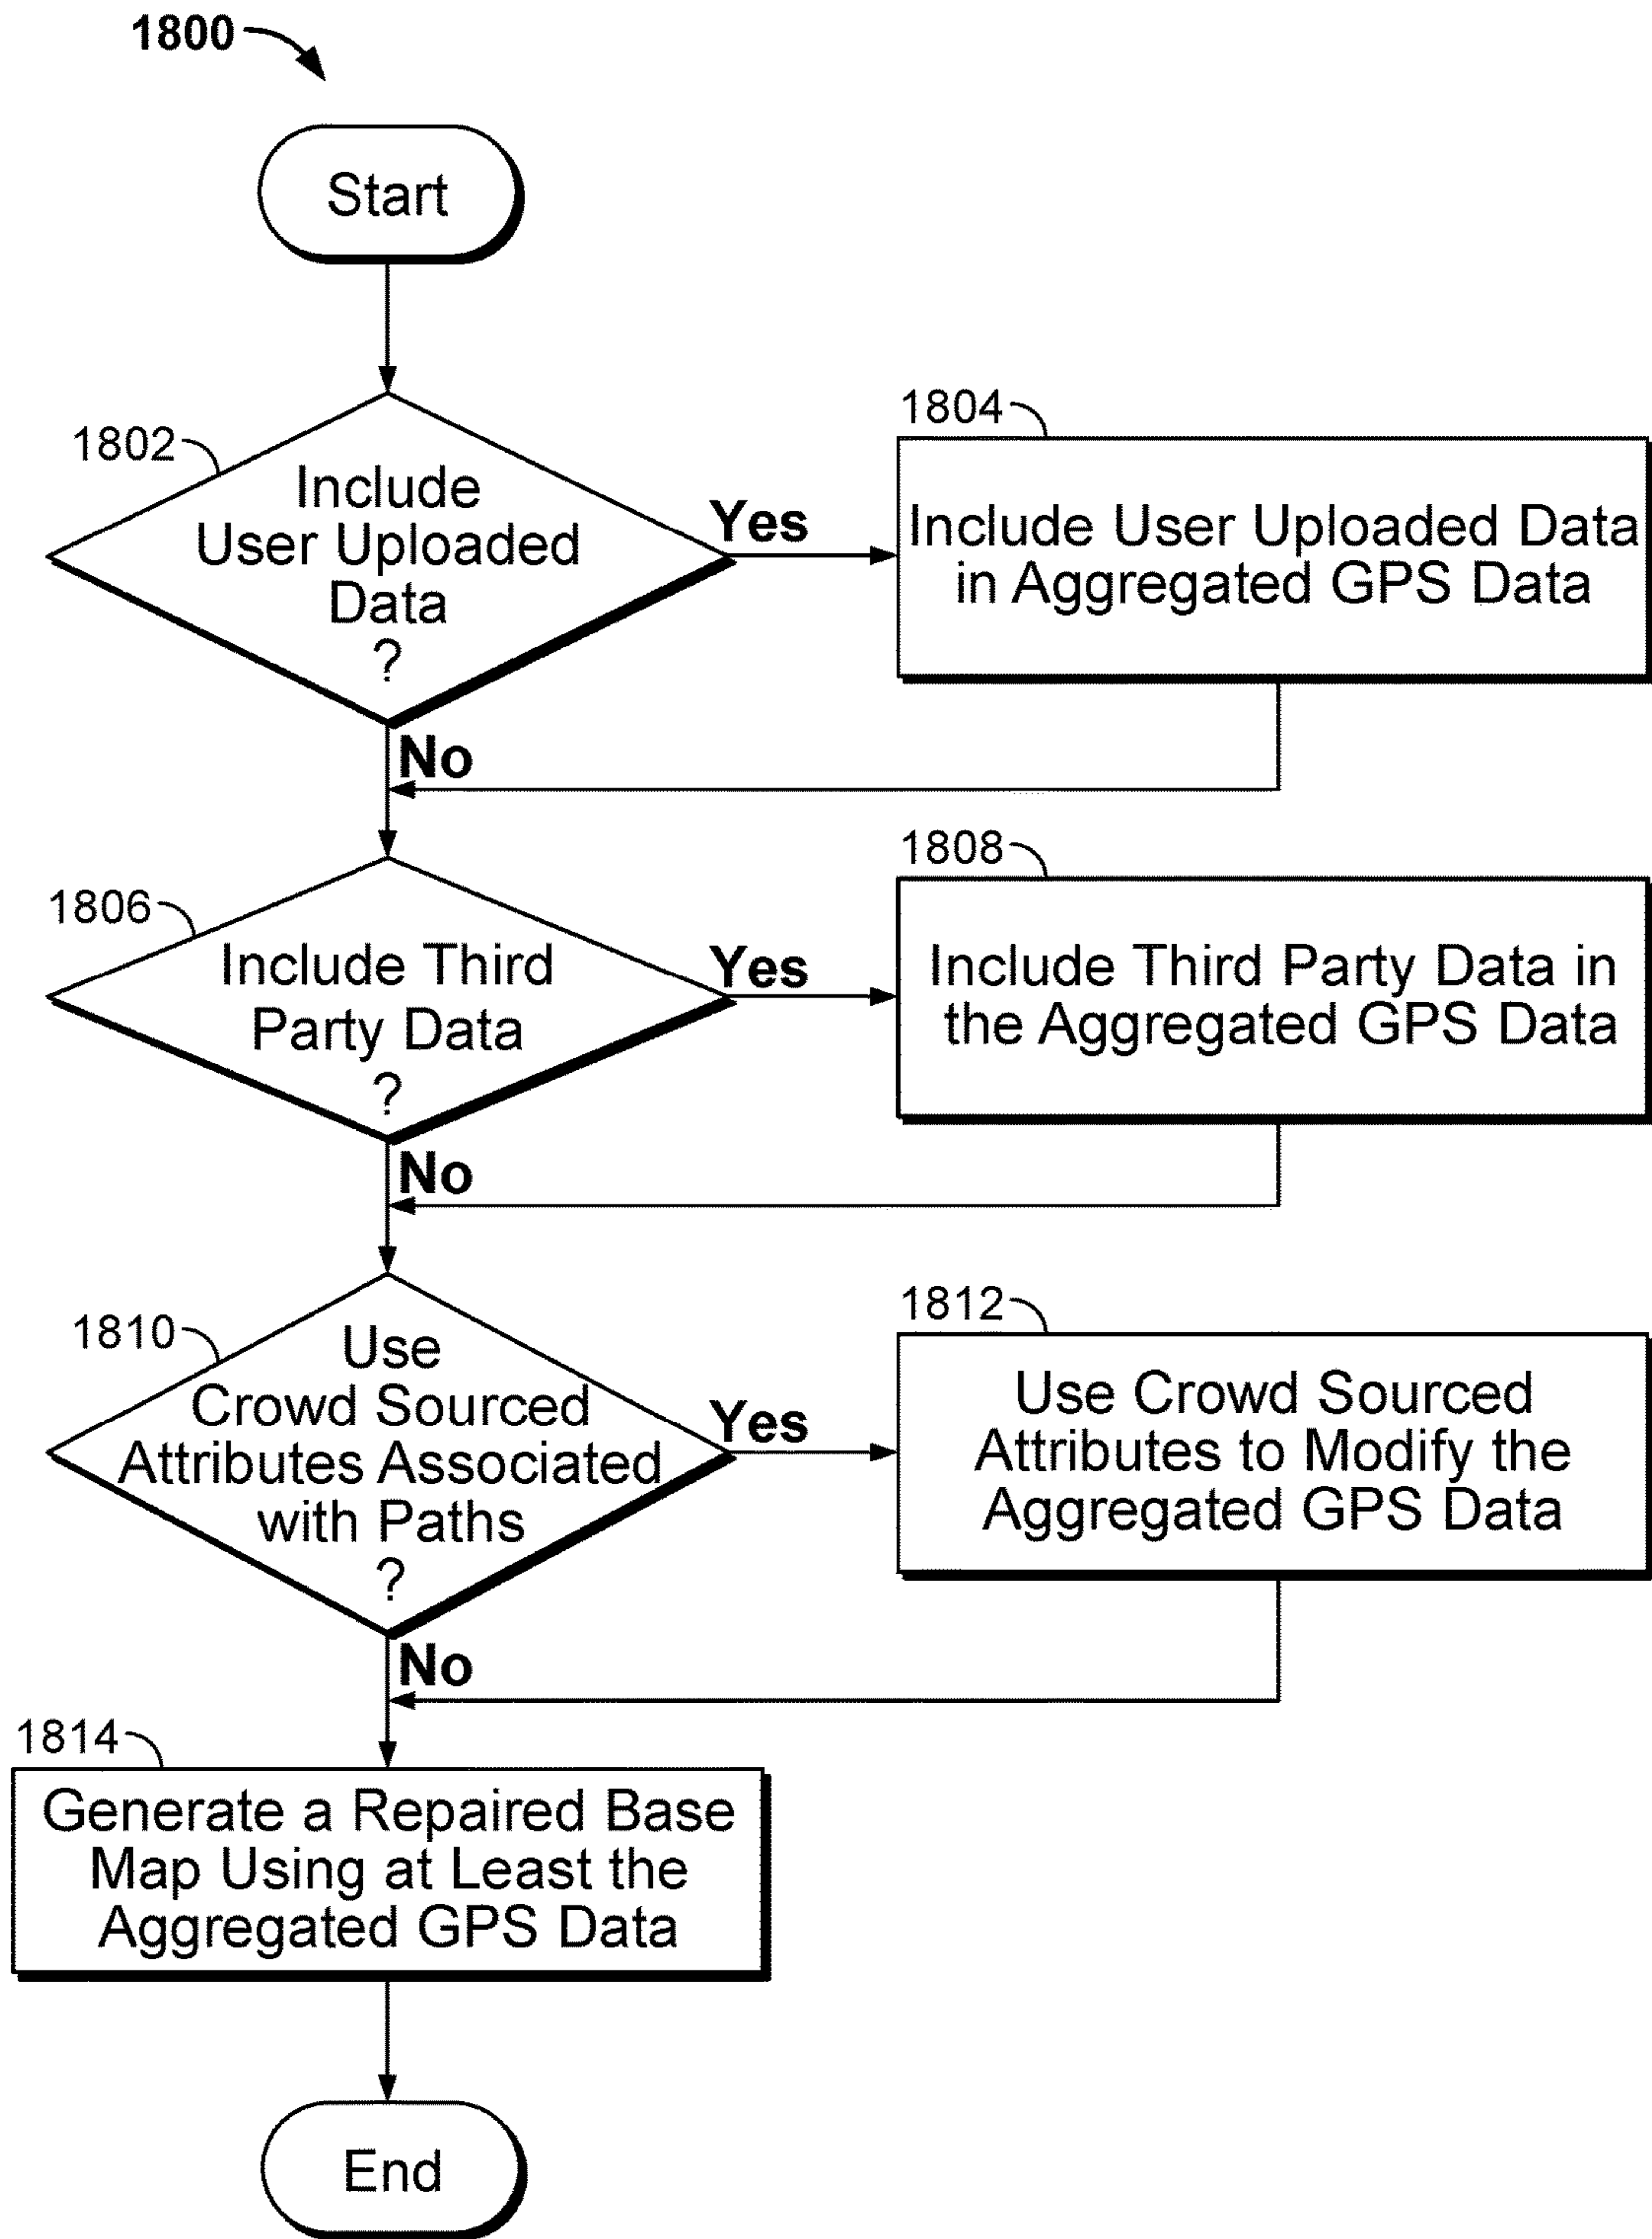 1800
Start
1802
Include
User Uploaded
Data
?
Yes
1804
Include User Uploaded Data
in Aggregated GPS Data
No
1806
Include Third
Party Data
?
Yes
1808
Include Third Party Data in
the Aggregated GPS Data
No
1810
Use
Crowd Sourced
Attributes Associated
with Paths
?
Yes
1812
Use Crowd Sourced
Attributes to Modify the
Aggregated GPS Data
No
1814
Generate a Repaired Base
Map Using at Least the
Aggregated GPS Data
End